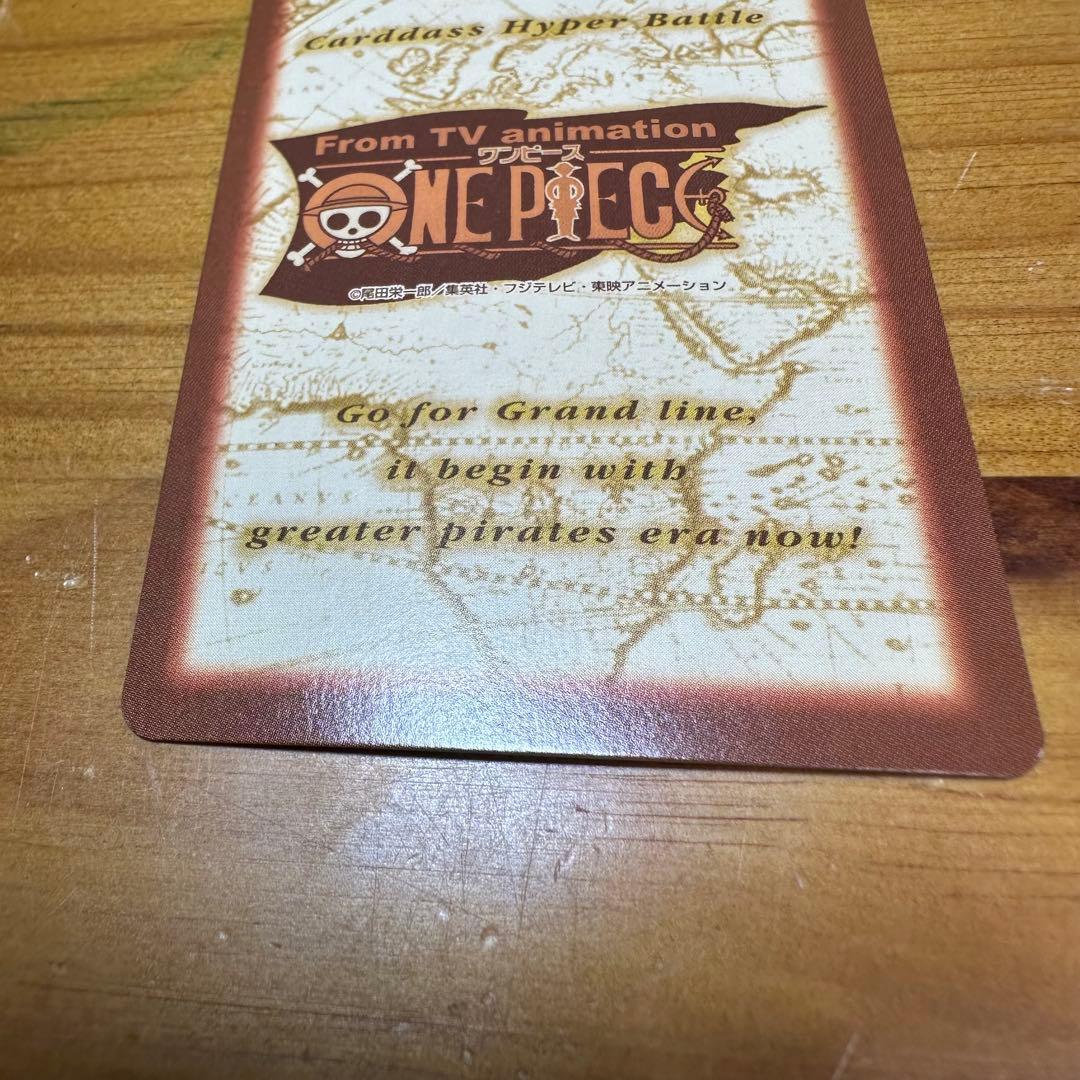 Carddass Hyper Battle
From TV animation
ワンピース
ONE PIECE
©尾田栄一郎／集英社・フジテレビ・東映アニメーション
Go for Grand line,
it begin with
greater pirates era now!